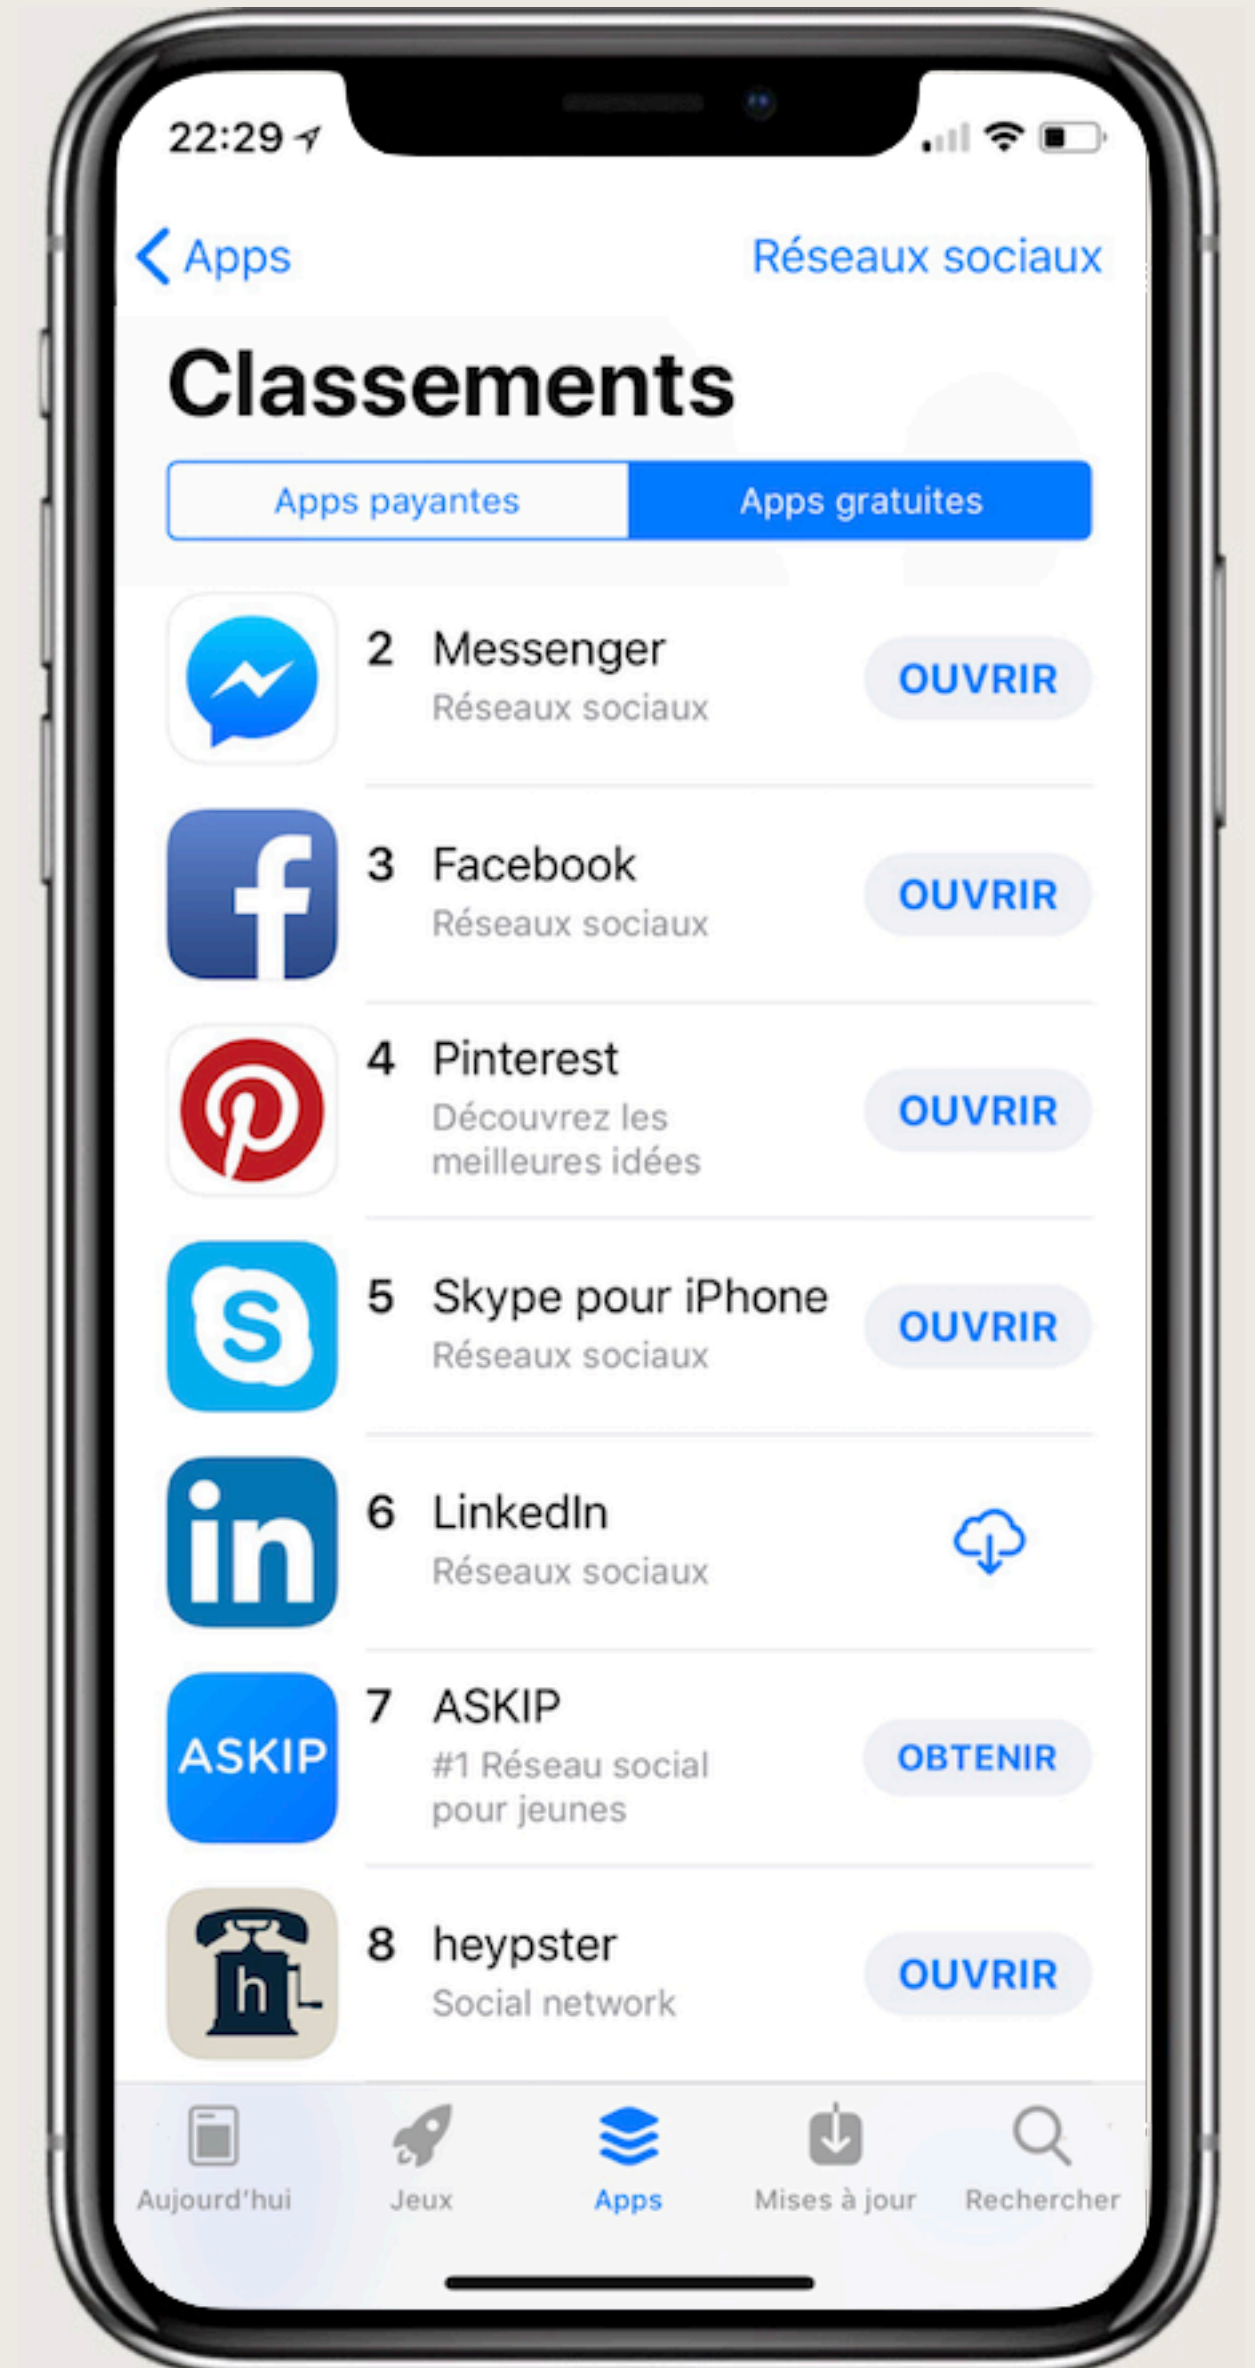 22:29
Apps
Réseaux sociaux
Classements
Apps payantes
Apps gratuites
2 Messenger
Réseaux sociaux
OUVRIR
3 Facebook
Réseaux sociaux
OUVRIR
4 Pinterest
Découvrez les
meilleures idées
OUVRIR
5 Skype pour iPhone
Réseaux sociaux
OUVRIR
in
6 LinkedIn
Réseaux sociaux
ASKIP
7 ASKIP
#1 Réseau social
pour jeunes
OBTENIR
h
8 heypster
Social network
OUVRIR
Aujourd'hui
Jeux
Apps
Mises à jour
Rechercher